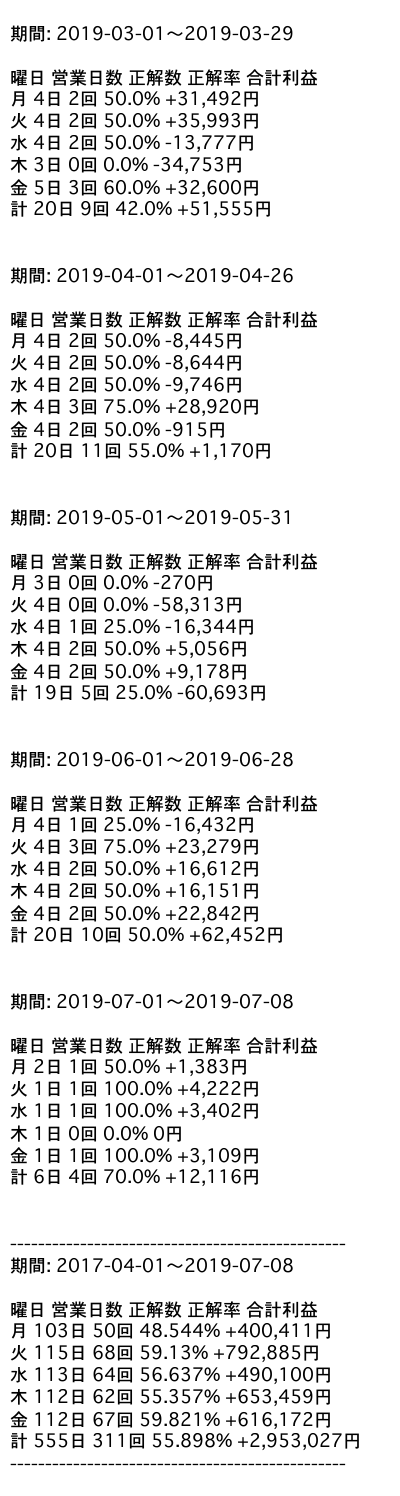 期間: 2019-03-01〜2019-03-29
曜日 営業日数 正解数 正解率 合計利益
月 4日 2回 50.0% +31,492円
火 4日 2回 50.0% +35,993円
水 4日 2回 50.0% -13,777円
木 3日 0回 0.0% -34,753円
金 5日 3回 60.0% +32,600円
計 20日 9回 42.0% +51,555円
期間: 2019-04-01〜2019-04-26
曜日 営業日数 正解数 正解率 合計利益
月 4日 2回 50.0% -8,445円
火 4日 2回 50.0% -8,644円
水 4日 2回 50.0% -9,746円
木 4日 3回 75.0% +28,920円
金 4日 2回 50.0% -915円
計 20日 11回 55.0% +1,170円
期間: 2019-05-01〜2019-05-31
曜日 営業日数 正解数 正解率 合計利益
月 3日 0回 0.0% -270円
火 4日 0回 0.0% -58,313円
水 4日 1回 25.0% -16,344円
木 4日 2回 50.0% +5,056円
金 4日 2回 50.0% +9,178円
計 19日 5回 25.0% -60,693円
期間: 2019-06-01〜2019-06-28
曜日 営業日数 正解数 正解率 合計利益
月 4日 1回 25.0% -16,432円
火 4日 3回 75.0% +23,279円
水 4日 2回 50.0% +16,612円
木 4日 2回 50.0% +16,151円
金 4日 2回 50.0% +22,842円
計 20日 10回 50.0% +62,452円
期間: 2019-07-01〜2019-07-08
曜日 営業日数 正解数 正解率 合計利益
月 2日 1回 50.0% +1,383円
火 1日 1回 100.0% +4,222円
水 1日 1回 100.0% +3,402円
木 1日 0回 0.0% 0円
金 1日 1回 100.0% +3,109円
計 6日 4回 70.0% +12,116円
------------------------------------------------
期間: 2017-04-01〜2019-07-08
曜日 営業日数 正解数 正解率 合計利益
月 103日 50回 48.544% +400,411円
火 115日 68回 59.13% +792,885円
水 113日 64回 56.637% +490,100円
木 112日 62回 55.357% +653,459円
金 112日 67回 59.821% +616,172円
計 555日 311回 55.898% +2,953,027円
------------------------------------------------